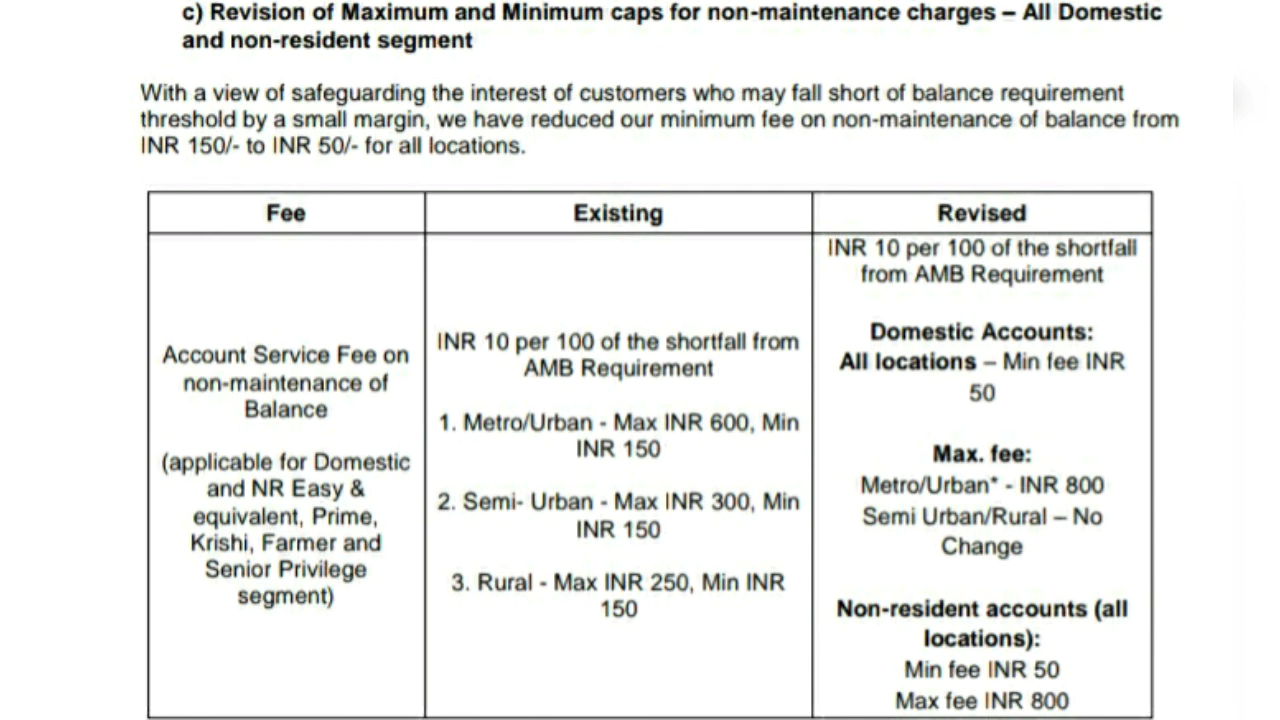 c) Revision of Maximum and Minimum caps for non-maintenance charges – All Domestic
and non-resident segment
With a view of safeguarding the interest of customers who may fall short of balance requirement
threshold by a small margin, we have reduced our minimum fee on non-maintenance of balance from
INR 150/- to INR 50/- for all locations.
Fee
Existing
Revised
Account Service Fee on
non-maintenance of
Balance
(applicable for Domestic
and NR Easy &
equivalent, Prime,
Krishi, Farmer and
Senior Privilege
segment)
INR 10 per 100 of the shortfall from
AMB Requirement
1. Metro/Urban - Max INR 600, Min
INR 150
2. Semi- Urban - Max INR 300, Min
INR 150
3. Rural - Max INR 250, Min INR
150
INR 10 per 100 of the shortfall
from AMB Requirement
Domestic Accounts:
All locations – Min fee INR
50
Max. fee:
Metro/Urban* - INR 800
Semi Urban/Rural – No
Change
Non-resident accounts (all
locations):
Min fee INR 50
Max fee INR 800